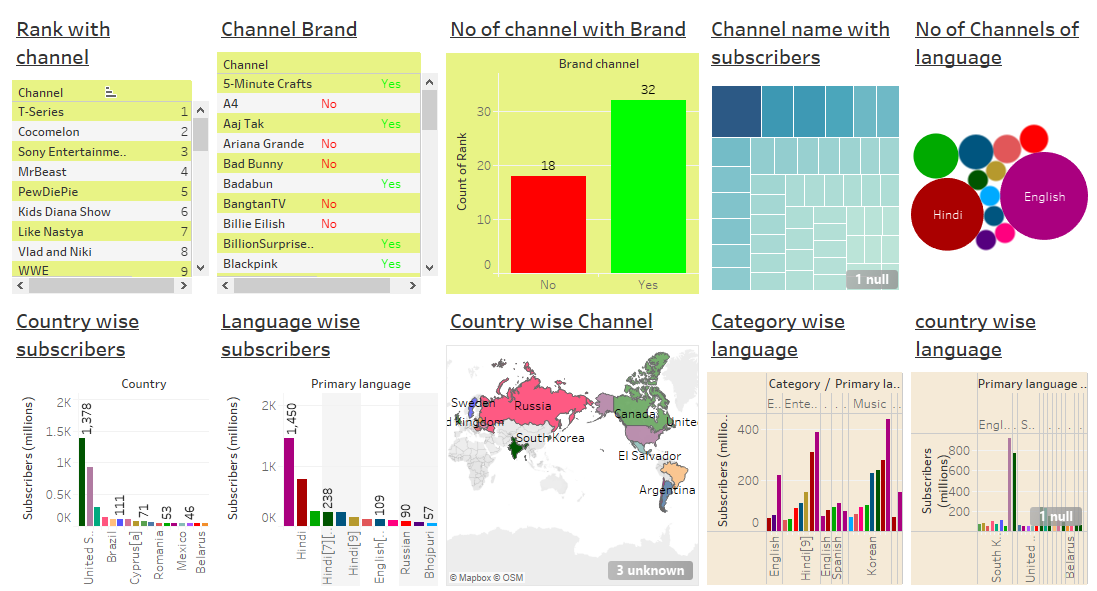 Rank with
channel
Channel
T-Series 1
Cocomelon 2
Sony Entertainme.. 3
MrBeast 4
PewDiePie 5
Kids Diana Show 6
Like Nastya 7
Vlad and Niki 8
WWE 9
Channel Brand
Channel
5-Minute Crafts Yes
A4 No
Aaj Tak Yes
Ariana Grande No
Bad Bunny No
Badabun Yes
BangtanTV No
Billie Eilish No
BillionSurprise.. Yes
Blackpink Yes
No of channel with Brand
Brand channel
Count of Rank
30
20
10
0
18
32
No
Yes
Channel name with
subscribers
1 null
No of Channels of
language
English
Hindi
Country wise
subscribers
Country
Subscribers (millions)
2K
1.5K
1K
0.5K
0K
1,378
111
71
53
46
United S..
Brazil
Cyprus[a]
Romania
Mexico
Belarus
Language wise
subscribers
Primary language
Subscribers (millions)
2K
1K
0K
1,450
238
109
90
57
Hindi
Hindi[7][..
Hindi[9]
English[..
Russian
Bhojpuri
Country wise Channel
Sweden
Russia
Canada
d Kingdom
Unite
South Korea
El Salvador
Argentina
© Mapbox © OSM
3 unknown
Category wise
language
Category / Primary la..
E..
Ente..
.
.
.
Music
..
Subscribers (millio..
400
200
0
English
Hindi[9]
English
Spanish
Korean
country wise
language
Primary language ..
Engl..
S..
Subscribers
(millions)
800
600
400
200
1 null
South K..
United ..
Belarus